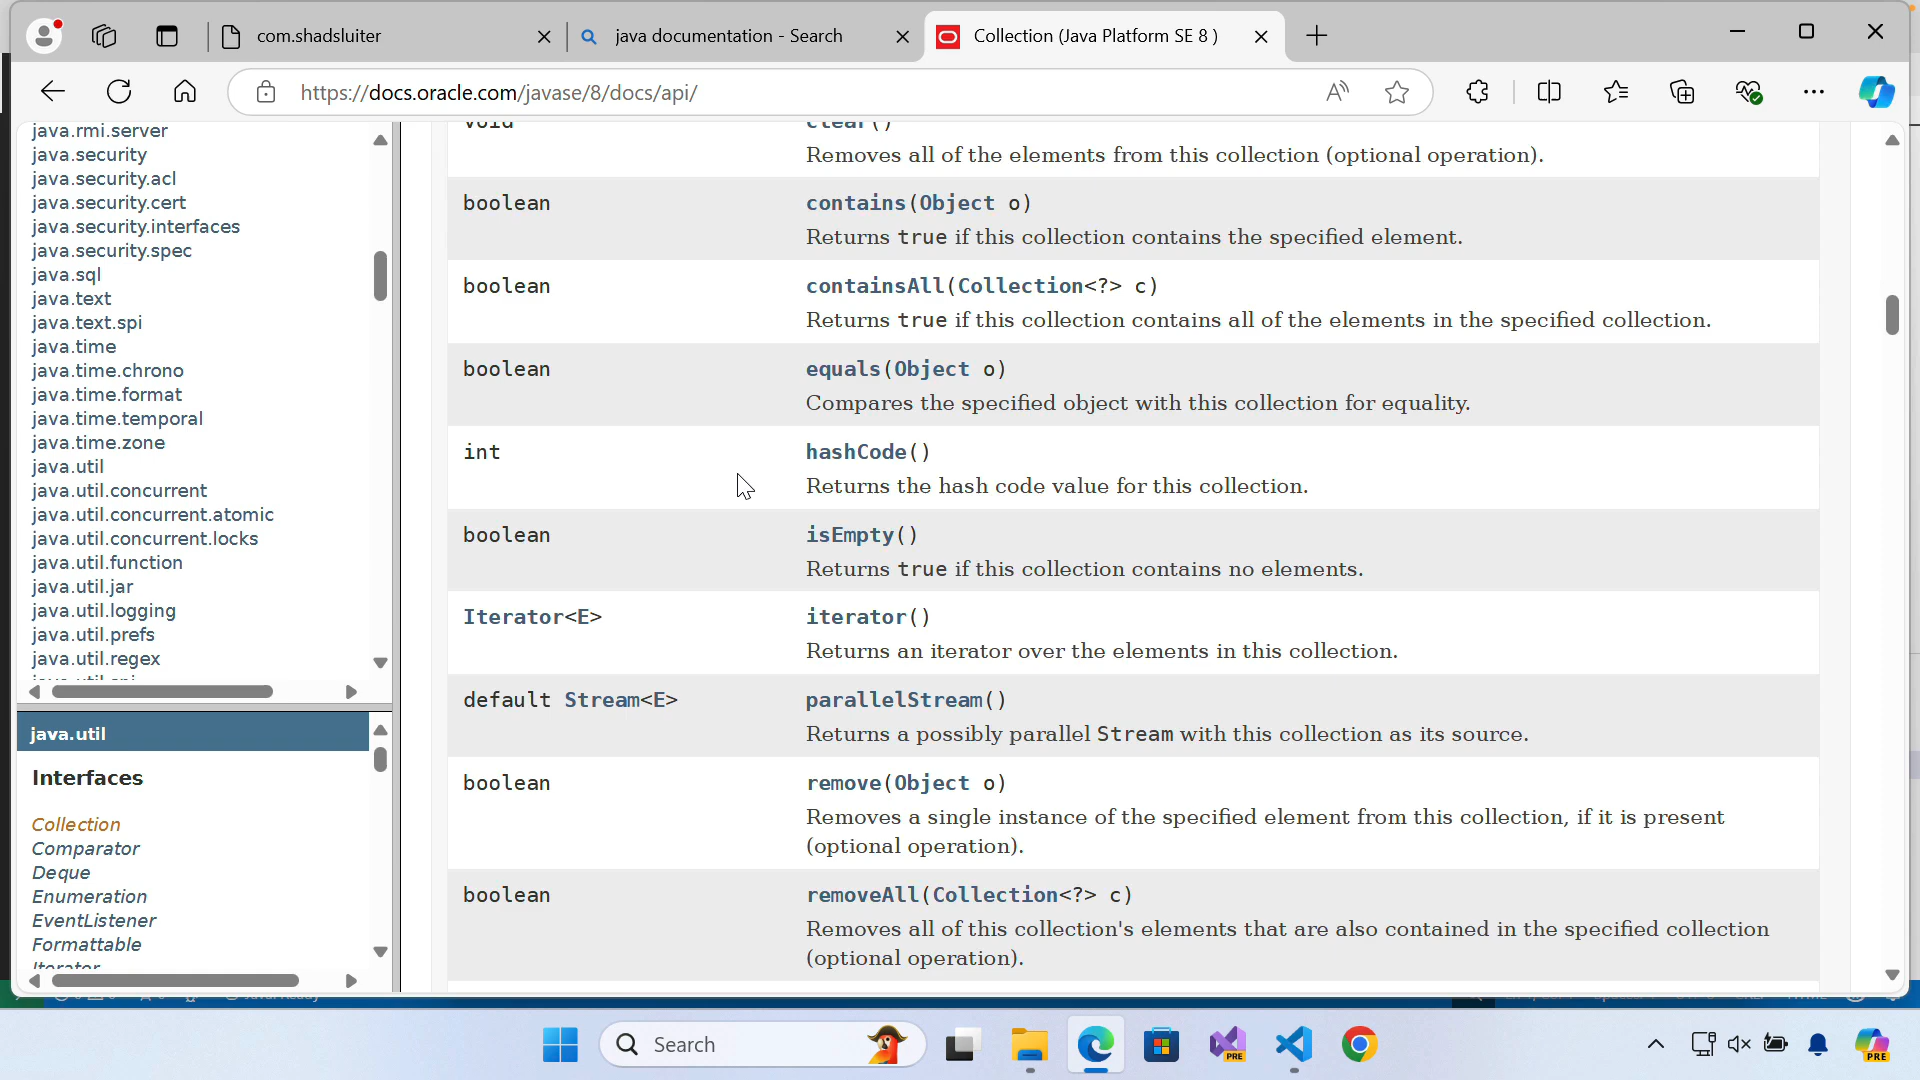 com.shadsluiter
java documentation - Search
Collection (Java Platform SE 8 )
https://docs.oracle.com/javase/8/docs/api/
java.rmi.server
java.security
java.security.acl
java.security.cert
java.security.interfaces
java.security.spec
java.sql
java.text
java.text.spi
java.time
java.time.chrono
java.time.format
java.time.temporal
java.time.zone
java.util
java.util.concurrent
java.util.concurrent.atomic
java.util.concurrent.locks
java.util.function
java.util.jar
java.util.logging
java.util.prefs
java.util.regex
java.util
Interfaces
Collection
Comparator
Deque
Enumeration
EventListener
Formattable
Iterator
void clear()
Removes all of the elements from this collection (optional operation).
boolean contains(Object o)
Returns true if this collection contains the specified element.
boolean containsAll(Collection<?> c)
Returns true if this collection contains all of the elements in the specified collection.
boolean equals(Object o)
Compares the specified object with this collection for equality.
int hashCode()
Returns the hash code value for this collection.
boolean isEmpty()
Returns true if this collection contains no elements.
Iterator<E> iterator()
Returns an iterator over the elements in this collection.
default Stream<E> parallelStream()
Returns a possibly parallel Stream with this collection as its source.
boolean remove(Object o)
Removes a single instance of the specified element from this collection, if it is present
(optional operation).
boolean removeAll(Collection<?> c)
Removes all of this collection's elements that are also contained in the specified collection
(optional operation).
Search
PRE
PRE